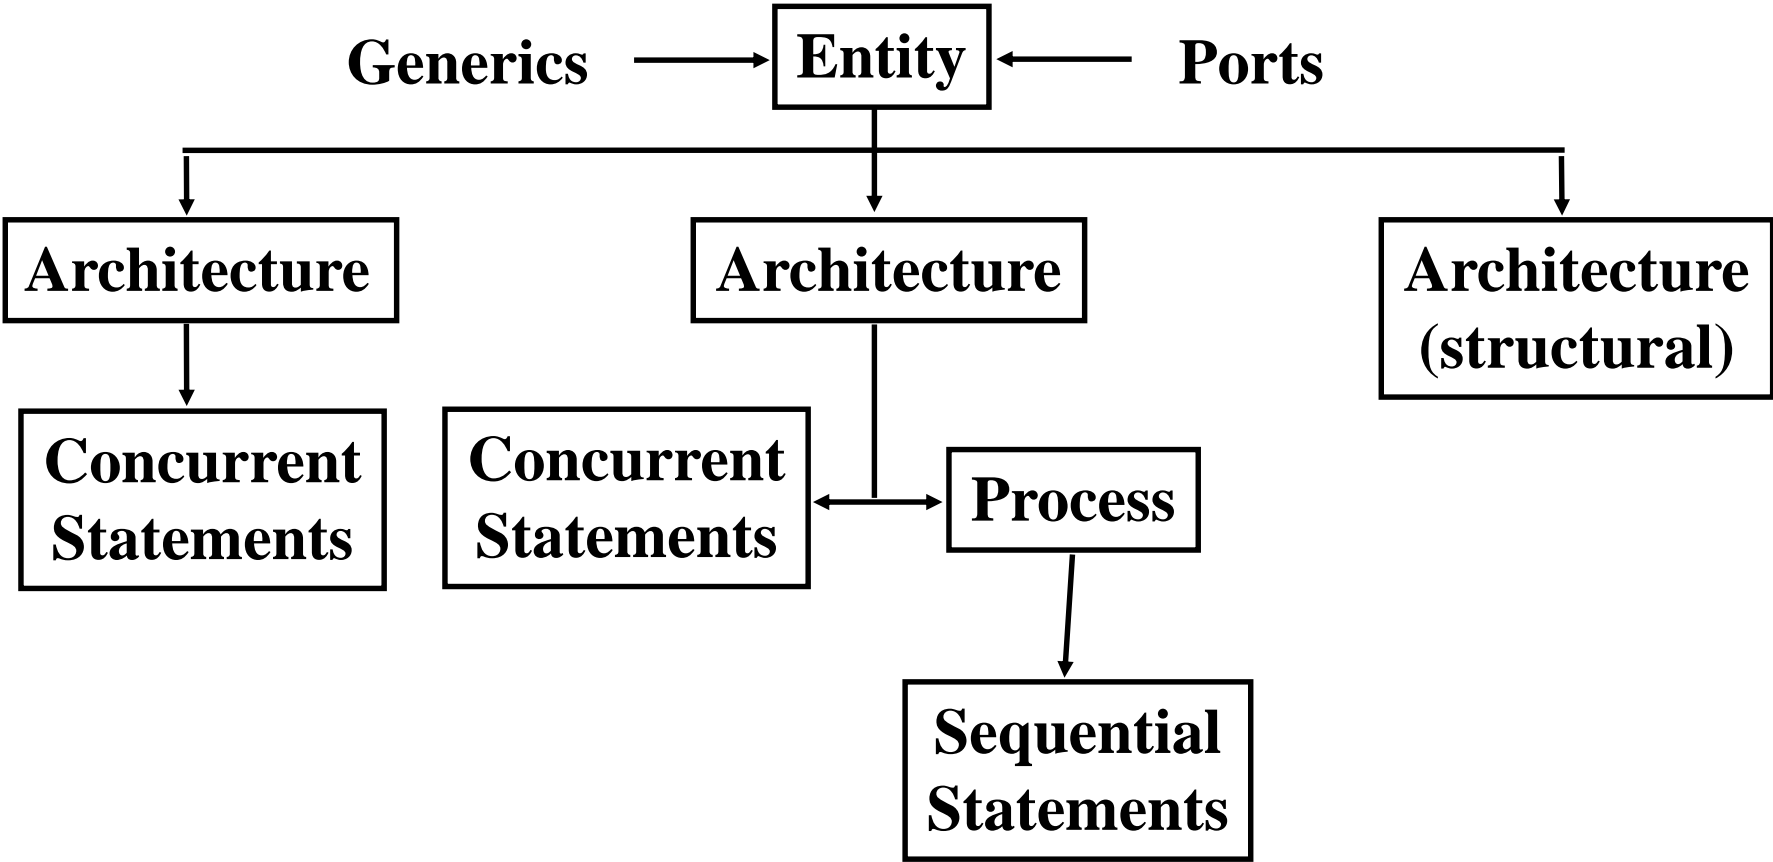 Generics
Entity
Ports
Architecture
Architecture
Architecture
(structural)
Concurrent
Statements
Concurrent
Statements
Process
Sequential
Statements